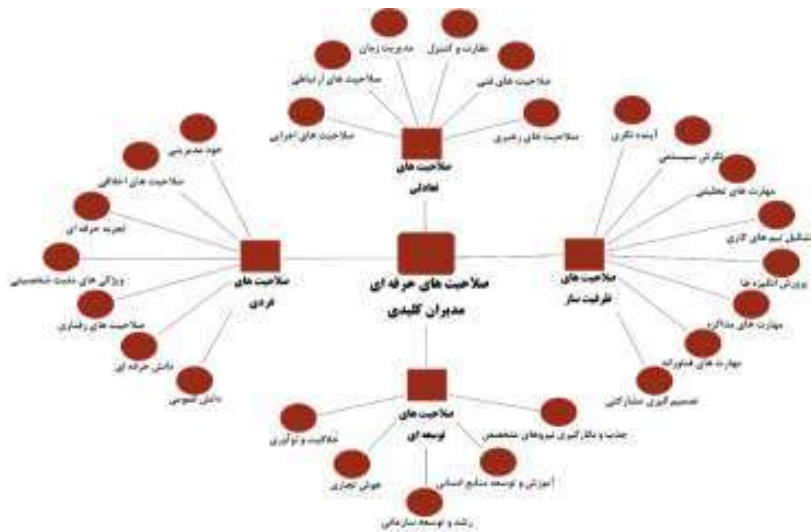 مدیریت زمان
نظارت و کنترل
صلاحیت های ارتباطی
صلاحیت های فنی
صلاحیت های اجرایی
صلاحیت های رهبری
صلاحیت های
تعادلی
آینده نگری
نگرش سیستمی
مهارت های تحلیلی
تشکیل تیم های کاری
پرورش انگیزه ها
مهارت های مذاکره
مهارت های فناورانه
تصمیم گیری مشارکتی
صلاحیت های
ظرفیت ساز
صلاحیت های حرفه ای
مدیران کلیدی
خود مدیریتی
صلاحیت های اخلاقی
تجربه حرفه ای
ویژگی های مثبت شخصیتی
صلاحیت های رفتاری
دانش حرفه ای
دانش عمومی
صلاحیت های
فردی
صلاحیت های
توسعه ای
جذب و بکارگیری نیروهای متخصص
آموزش و توسعه منابع انسانی
رشد و توسعه سازمانی
هوش تجاری
خلاقیت و نوآوری